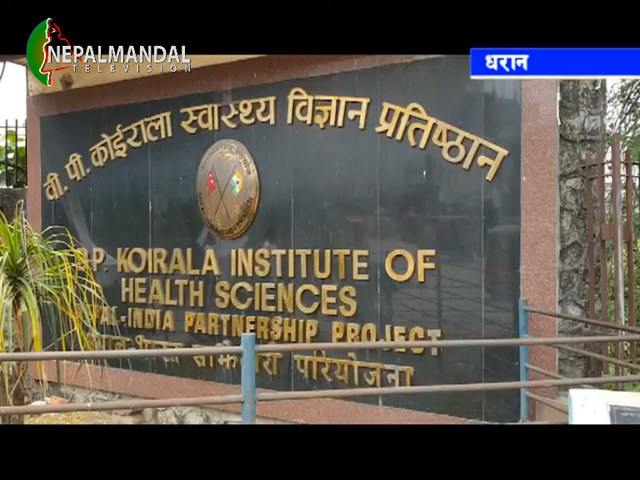 NEPALMANDAL
TELEVISION
धरान
वी. पी. कोईराला स्वास्थ्य विज्ञान प्रतिष्ठान
P. KOIRALA INSTITUTE OF
HEALTH SCIENCES
INDIA PARTNERSHIP PROJECT
परियोजना